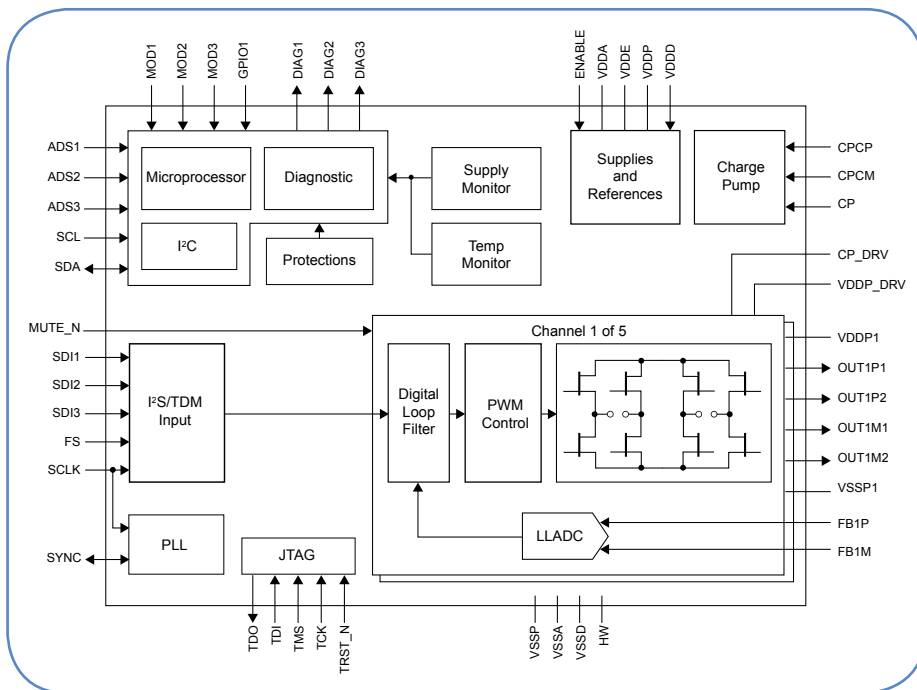 MOD1
MOD2
MOD3
GPIO1
DIAG1
DIAG2
DIAG3
ENABLE
VDDA
VDDE
VDDP
VDDD
ADS1
ADS2
ADS3
SCL
SDA
Microprocessor
Diagnostic
I²C
Protections
Supply
Monitor
Temp
Monitor
Supplies
and
References
Charge
Pump
CPCP
CPCM
CP
CP_DRV
VDDP_DRV
MUTE_N
SDI1
SDI2
SDI3
FS
SCLK
SYNC
I²S/TDM
Input
PLL
JTAG
Channel 1 of 5
Digital
Loop
Filter
PWM
Control
LLADC
VDDP1
OUT1P1
OUT1P2
OUT1M1
OUT1M2
VSSP1
FB1P
FB1M
TDO
TDI
TMS
TCK
TRST_N
VSSP
VSSA
VSSD
HW